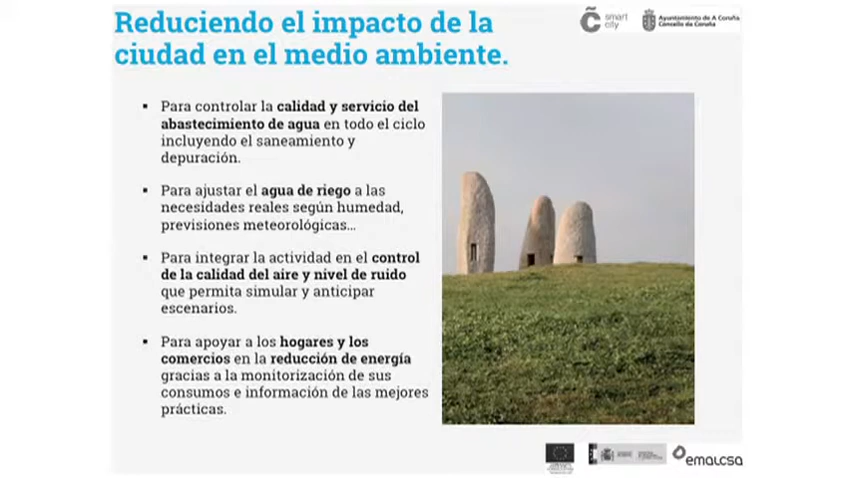 Reduciendo el impacto de la
ciudad en el medio ambiente.
smart
city
Ayuntamiento de A Coruña
Concello da Coruña
▪ Para controlar la calidad y servicio del
abastecimiento de agua en todo el ciclo
incluyendo el saneamiento y
depuración.
▪ Para ajustar el agua de riego a las
necesidades reales según humedad,
previsiones meteorológicas...
▪ Para integrar la actividad en el control
de la calidad del aire y nivel de ruido
que permita simular y anticipar
escenarios.
▪ Para apoyar a los hogares y los
comercios en la reducción de energía
gracias a la monitorización de sus
consumos e información de las mejores
prácticas.
emalcsa